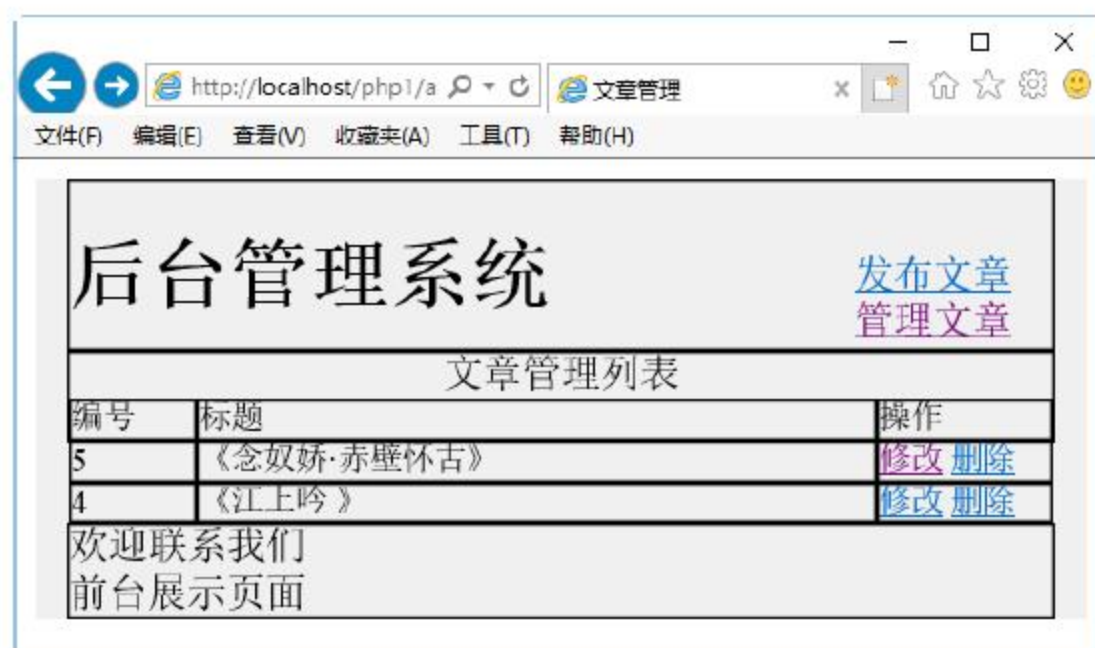 http://localhost/php1/a
文章管理
文件(F) 编辑(E) 查看(V) 收藏夹(A) 工具(T) 帮助(H)
后台管理系统
发布文章
管理文章
文章管理列表
编号 标题 操作
5 《念奴娇·赤壁怀古》 修改 删除
4 《江上吟 》 修改 删除
欢迎联系我们
前台展示页面